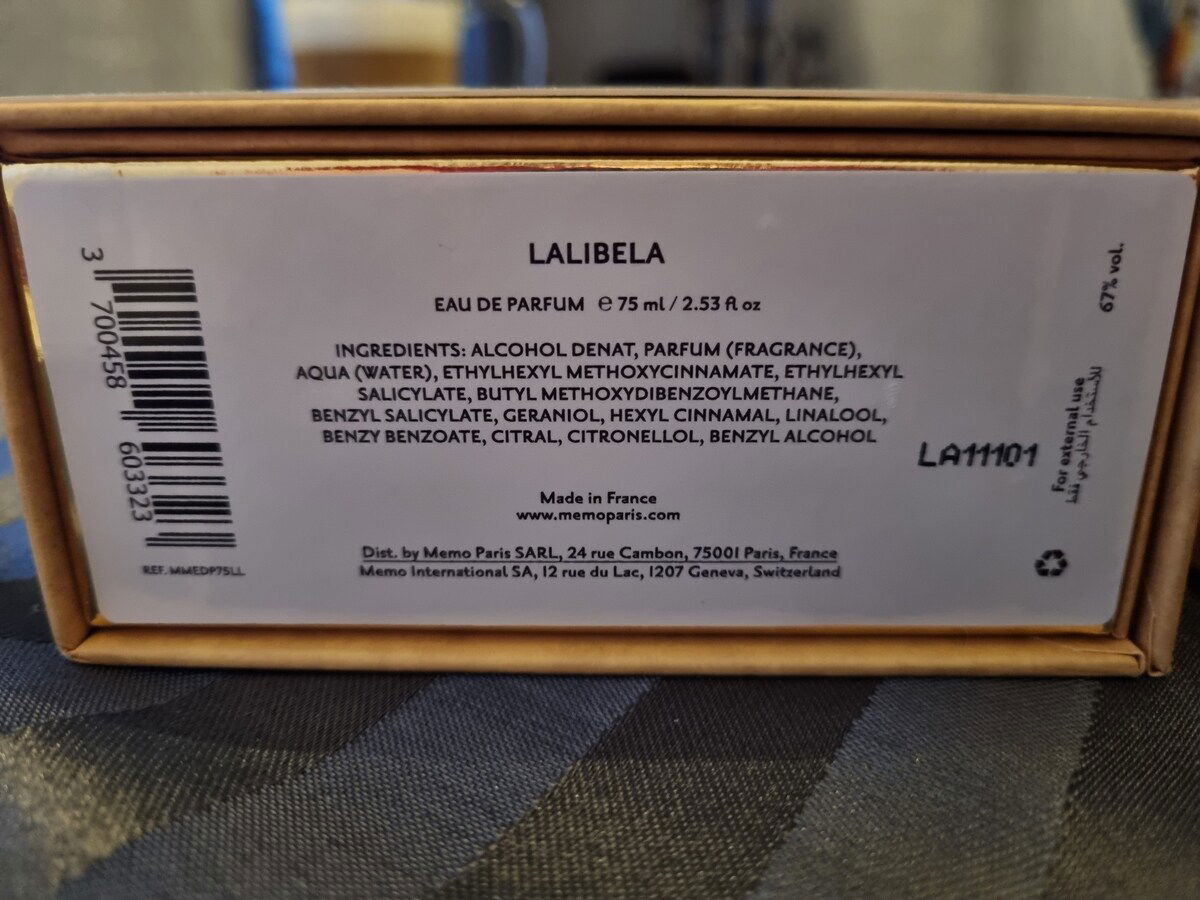 LALIBELA
EAU DE PARFUM ℮ 75 ml / 2.53 fl oz
INGREDIENTS: ALCOHOL DENAT, PARFUM (FRAGRANCE),
AQUA (WATER), ETHYLHEXYL METHOXYCINNAMATE, ETHYLHEXYL
SALICYLATE, BUTYL METHOXYDIBENZOYLMETHANE,
BENZYL SALICYLATE, GERANIOL, HEXYL CINNAMAL, LINALOOL,
BENZY BENZOATE, CITRAL, CITRONELLOL, BENZYL ALCOHOL
Made in France
www.memoparis.com
Dist. by Memo Paris SARL, 24 rue Cambon, 75001 Paris, France
Memo International SA, 12 rue du Lac, 1207 Geneva, Switzerland
3 700458 603323
REF. MMEDP75LL
LA11101
67% vol.
For external use
للاستخدام الخارجي فقط